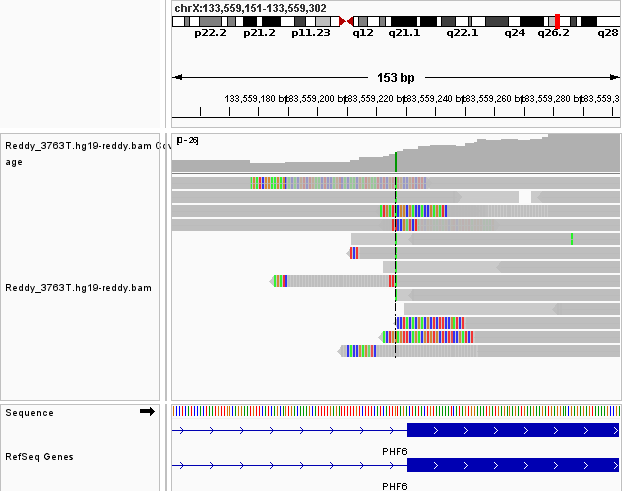 chrX:133,559,151-133,559,302
p22.2 p21.2 p11.23 q12 q21.1 q22.1 q24 q26.2 q28
153 bp
133,559,180 bp 133,559,200 bp 133,559,220 bp 133,559,240 bp 133,559,260 bp 133,559,280 bp 133,559,3
[0-26]
Reddy_3763T.hg19-reddy.bam Cov
age
Reddy_3763T.hg19-reddy.bam
Sequence
PHF6
RefSeq Genes
PHF6